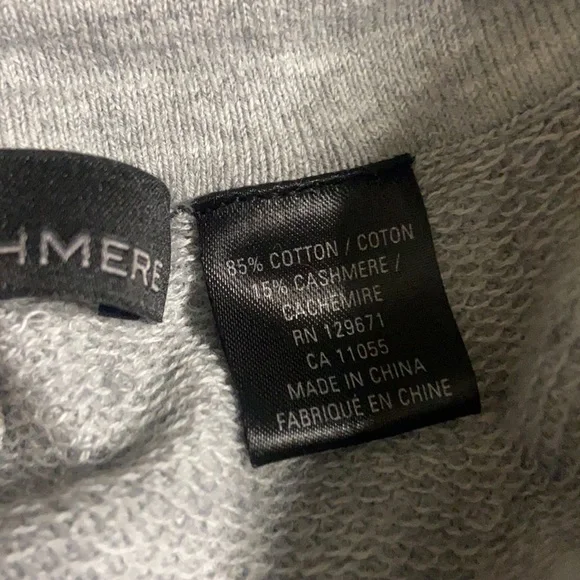 HMERE
85% COTTON / COTON
15% CASHMERE /
CACHEMIRE
RN 129671
CA 11055
MADE IN CHINA
FABRIQUÉ EN CHINE